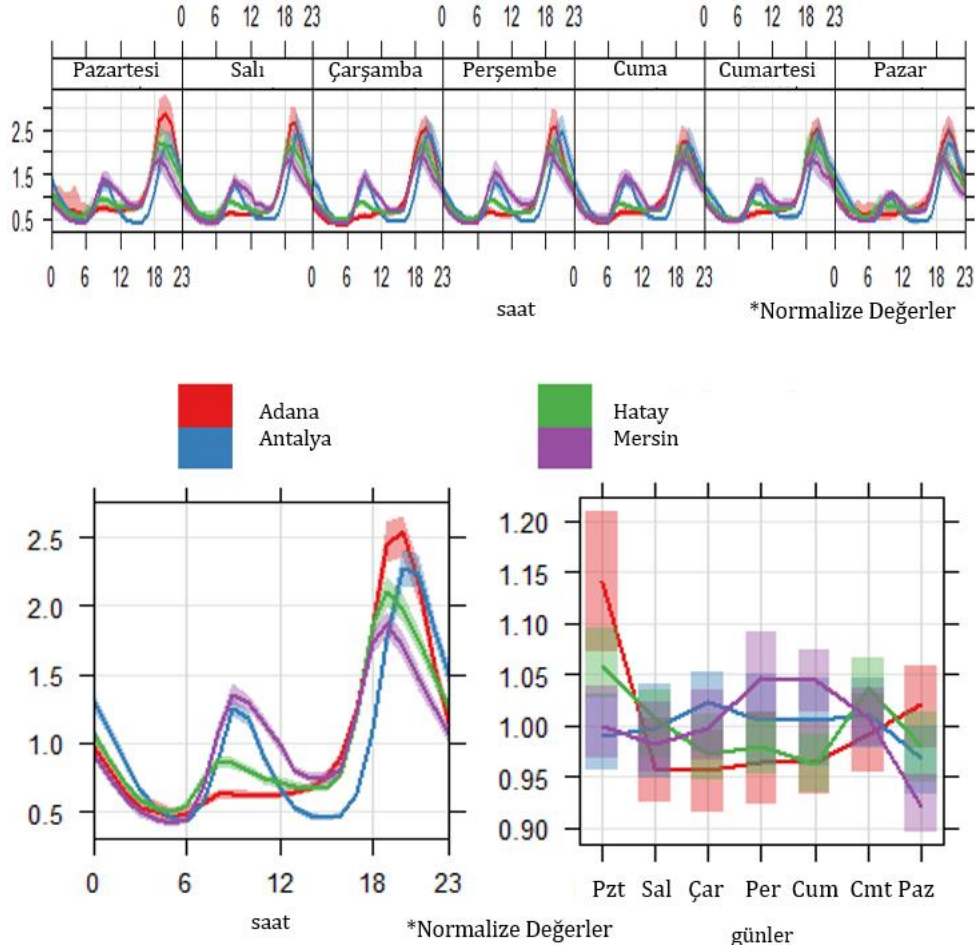 0 6 12 18 23 0 6 12 18 23 0 6 12 18 23 0 6 12 18 23
Pazartesi Salı Çarşamba Perşembe Cuma Cumartesi Pazar
2.5
1.5
0.5
0 6 12 18 23 0 6 12 18 23 0 6 12 18 23 0 6 12 18 23
saat
*Normalize Değerler
Adana
Antalya
Hatay
Mersin
2.5
2.0
1.5
1.0
0.5
0 6 12 18 23
saat
*Normalize Değerler
1.20
1.15
1.10
1.05
1.00
0.95
0.90
Pzt Sal Çar Per Cum Cmt Paz
günler